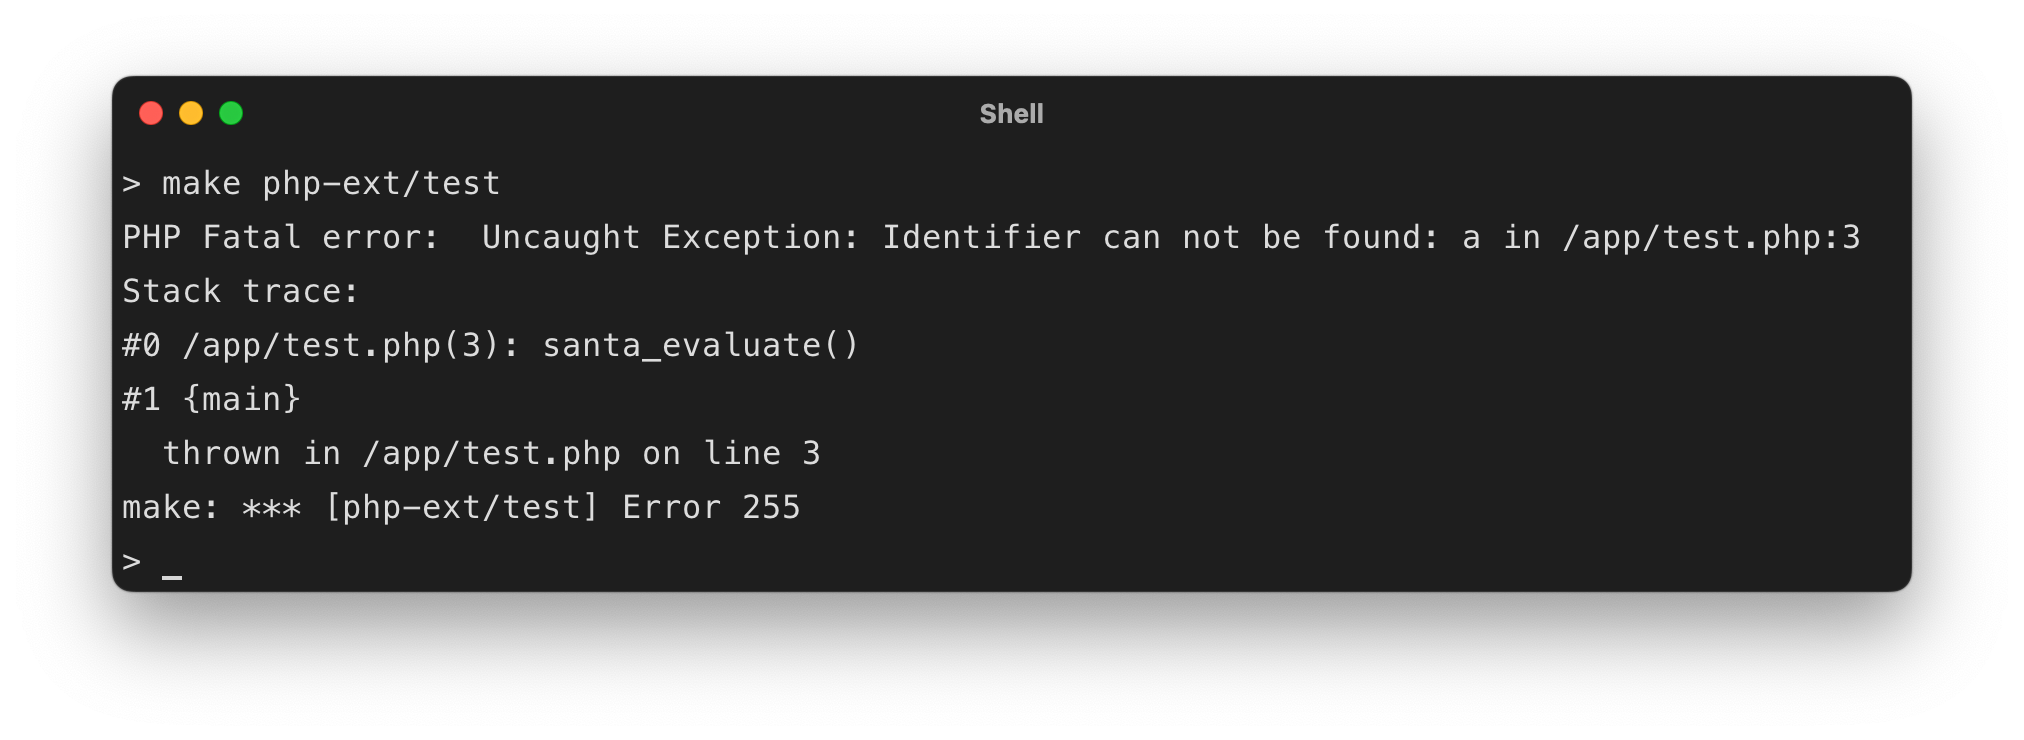 Shell
> make php-ext/test
PHP Fatal error:  Uncaught Exception: Identifier can not be found: a in /app/test.php:3
Stack trace:
#0 /app/test.php(3): santa_evaluate()
#1 {main}
  thrown in /app/test.php on line 3
make: *** [php-ext/test] Error 255
> _